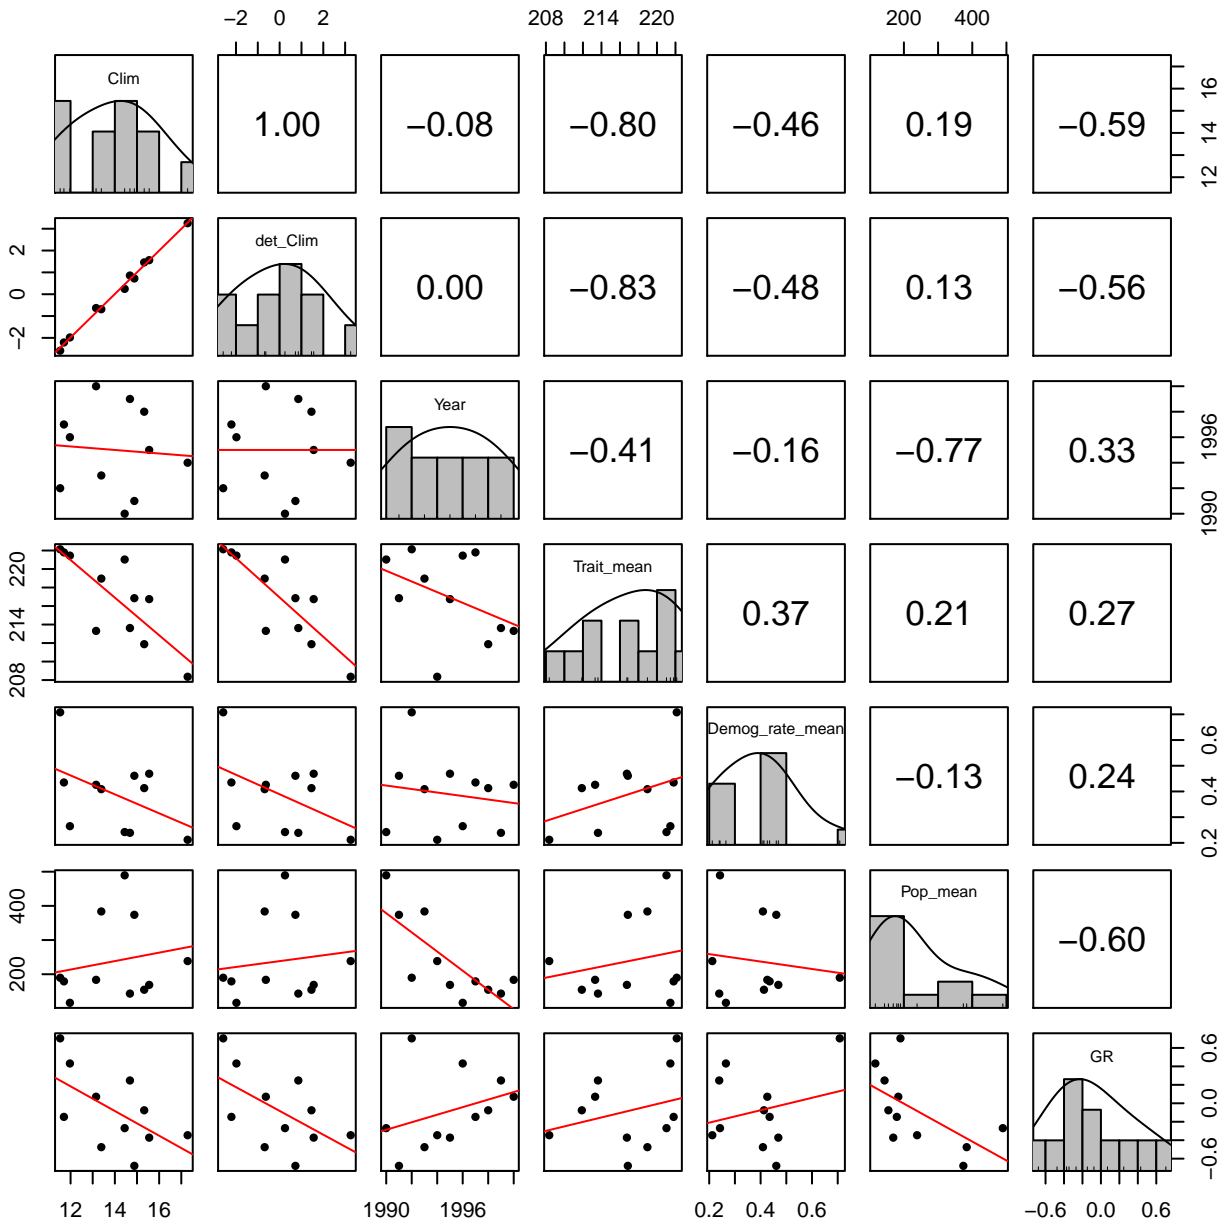 −2 0 2 208 214 220 200 400
Clim 1.00 −0.08 −0.80 −0.46 0.19 −0.59 12 14 16
−2 0 2 det_Clim 0.00 −0.83 −0.48 0.13 −0.56
Year −0.41 −0.16 −0.77 0.33 1990 1996
208 214 220 Trait_mean 0.37 0.21 0.27
Demog_rate_mean −0.13 0.24 0.2 0.4 0.6
200 400 Pop_mean −0.60
GR −0.6 0.0 0.6
12 14 16 1990 1996 0.2 0.4 0.6 −0.6 0.0 0.6